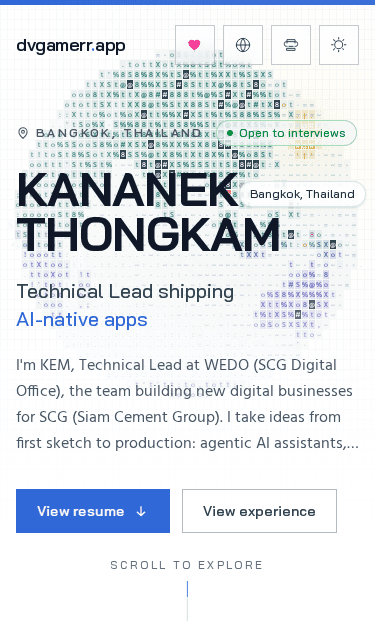 dvgamerr.app
BANGKOK, THAILAND
Open to interviews
KANANEK
Bangkok, Thailand
THONGKAM
Technical Lead shipping
AI-native apps
I'm KEM, Technical Lead at WEDO (SCG Digital
Office), the team building new digital businesses
for SCG (Siam Cement Group). I take ideas from
first sketch to production: agentic AI assistants,...
View resume ↓
View experience
SCROLL TO EXPLORE